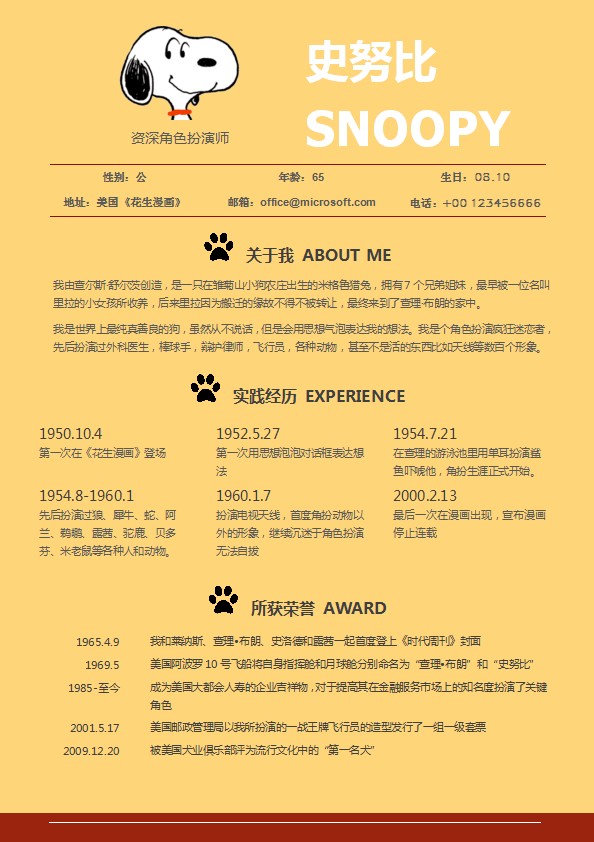 史努比
SNOOPY
资深角色扮演师
性别：公 年龄：65 生日：08.10
地址：美国《花生漫画》 邮箱：office@microsoft.com 电话：+00 123456666
关于我 ABOUT ME
我由查尔斯·舒尔茨创造，是一只在雏菊山小狗农庄出生的米格鲁猎兔，拥有 7 个兄弟姐妹，最早被一位名叫
里拉的小女孩所收养，后来里拉因为搬迁的缘故不得不被转让，最终来到了查理·布朗的家中。
我是世界上最纯真善良的狗，虽然从不说话，但是会用思想气泡表达我的想法。我是个角色扮演疯狂迷恋者，
先后扮演过外科医生，棒球手，辩护律师，飞行员，各种动物，甚至不是活的东西比如天线等数百个形象。
实践经历 EXPERIENCE
1950.10.4
第一次在《花生漫画》登场
1952.5.27
第一次用思想泡泡对话框表达想
法
1954.7.21
在查理的游泳池里用单耳扮演鲨
鱼吓唬他，角扮生涯正式开始。
1954.8-1960.1
先后扮演过狼、犀牛、蛇、阿
兰、鹈鹕、露茜、驼鹿、贝多
芬、米老鼠等各种人和动物。
1960.1.7
扮演电视天线，首度角扮动物以
外的形象，继续沉迷于角色扮演
无法自拔
2000.2.13
最后一次在漫画出现，宣布漫画
停止连载
所获荣誉 AWARD
1965.4.9 我和莱纳斯、查理•布朗、史洛德和露茜一起首度登上《时代周刊》封面
1969.5 美国阿波罗 10 号飞船将自身指挥舱和月球舱分别命名为“查理•布朗”和“史努比”
1985-至今 成为美国大都会人寿的企业吉祥物，对于提高其在金融服务市场上的知名度扮演了关键
角色
2001.5.17 美国邮政管理局以我所扮演的一战王牌飞行员的造型发行了一组一级套票
2009.12.20 被美国犬业俱乐部评为流行文化中的“第一名犬”